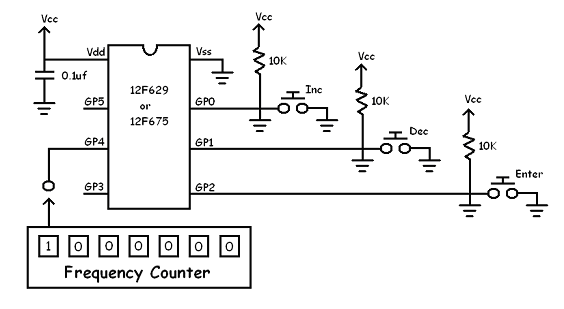 Vcc
Vcc
Vdd
Vss
Vcc
10K
0.1uf
12F629
or
12F675
Inc
Vcc
GP5
GP0
10K
Dec
Vcc
GP4
GP1
10K
Enter
GP3
GP2
1 0 0 0 0 0 0
Frequency Counter